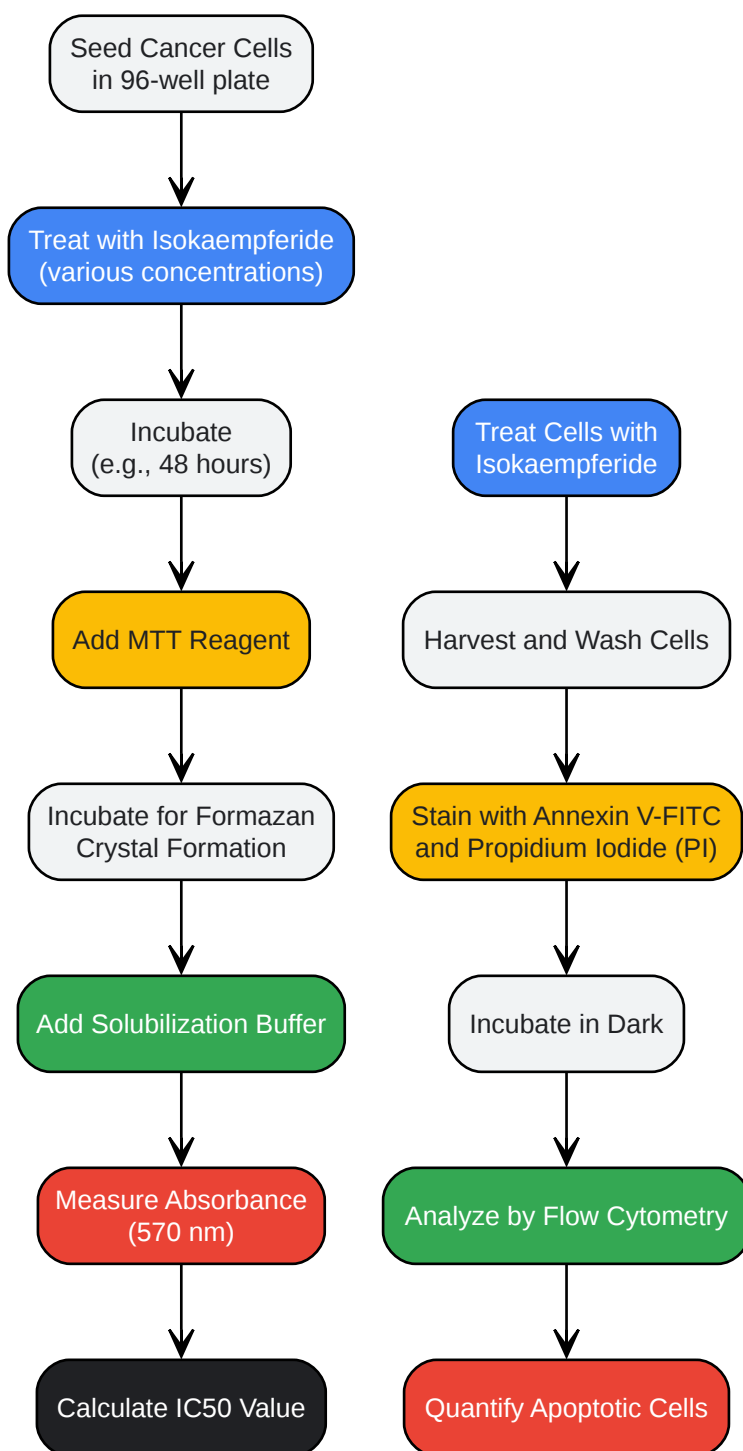 Seed Cancer Cells
in 96-well plate
Treat with Isokaempferide
(various concentrations)
Incubate
(e.g., 48 hours)
Add MTT Reagent
Incubate for Formazan
Crystal Formation
Add Solubilization Buffer
Measure Absorbance
(570 nm)
Calculate IC50 Value
Treat Cells with
Isokaempferide
Harvest and Wash Cells
Stain with Annexin V-FITC
and Propidium Iodide (PI)
Incubate in Dark
Analyze by Flow Cytometry
Quantify Apoptotic Cells